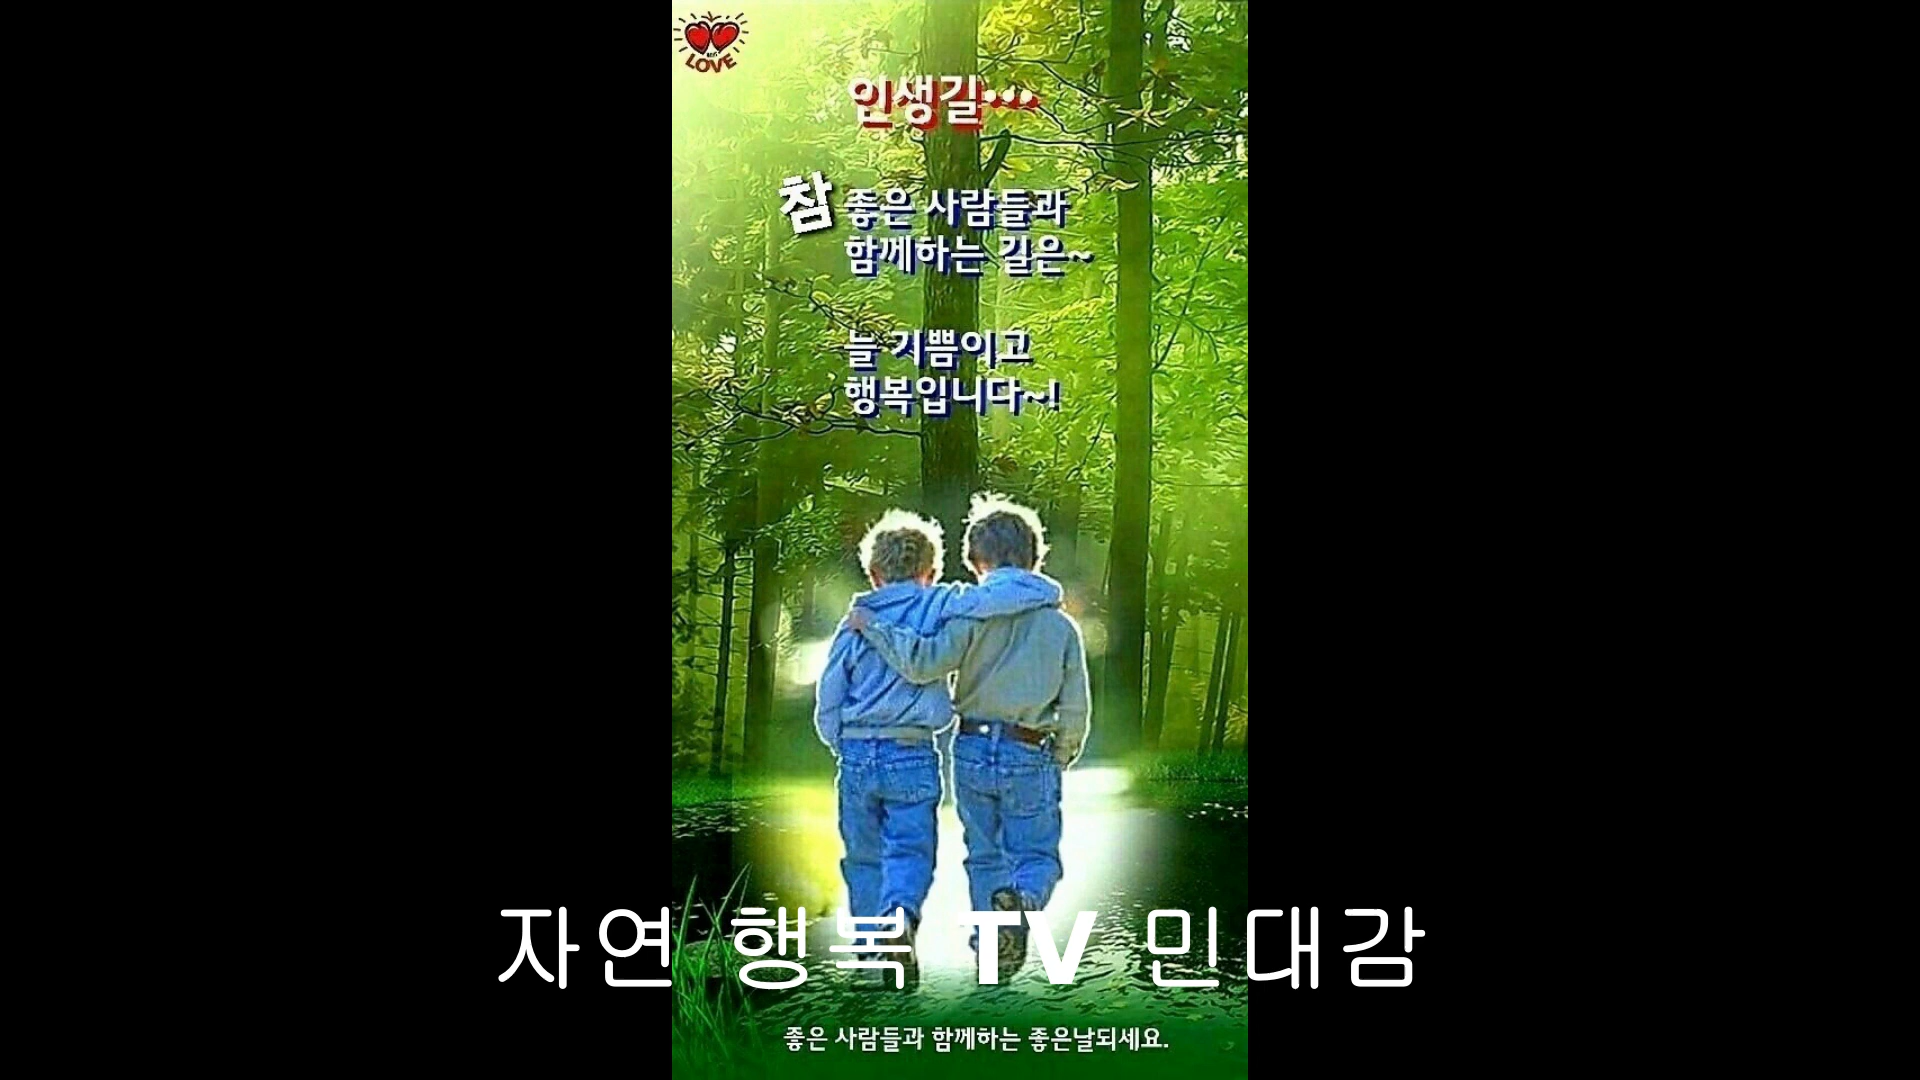 LOVE
인생길•••
참 좋은 사람들과
함께하는 길은~
늘 기쁨이고
행복입니다~!
자연 행복 TV 민대감
좋은 사람들과 함께하는 좋은날되세요.